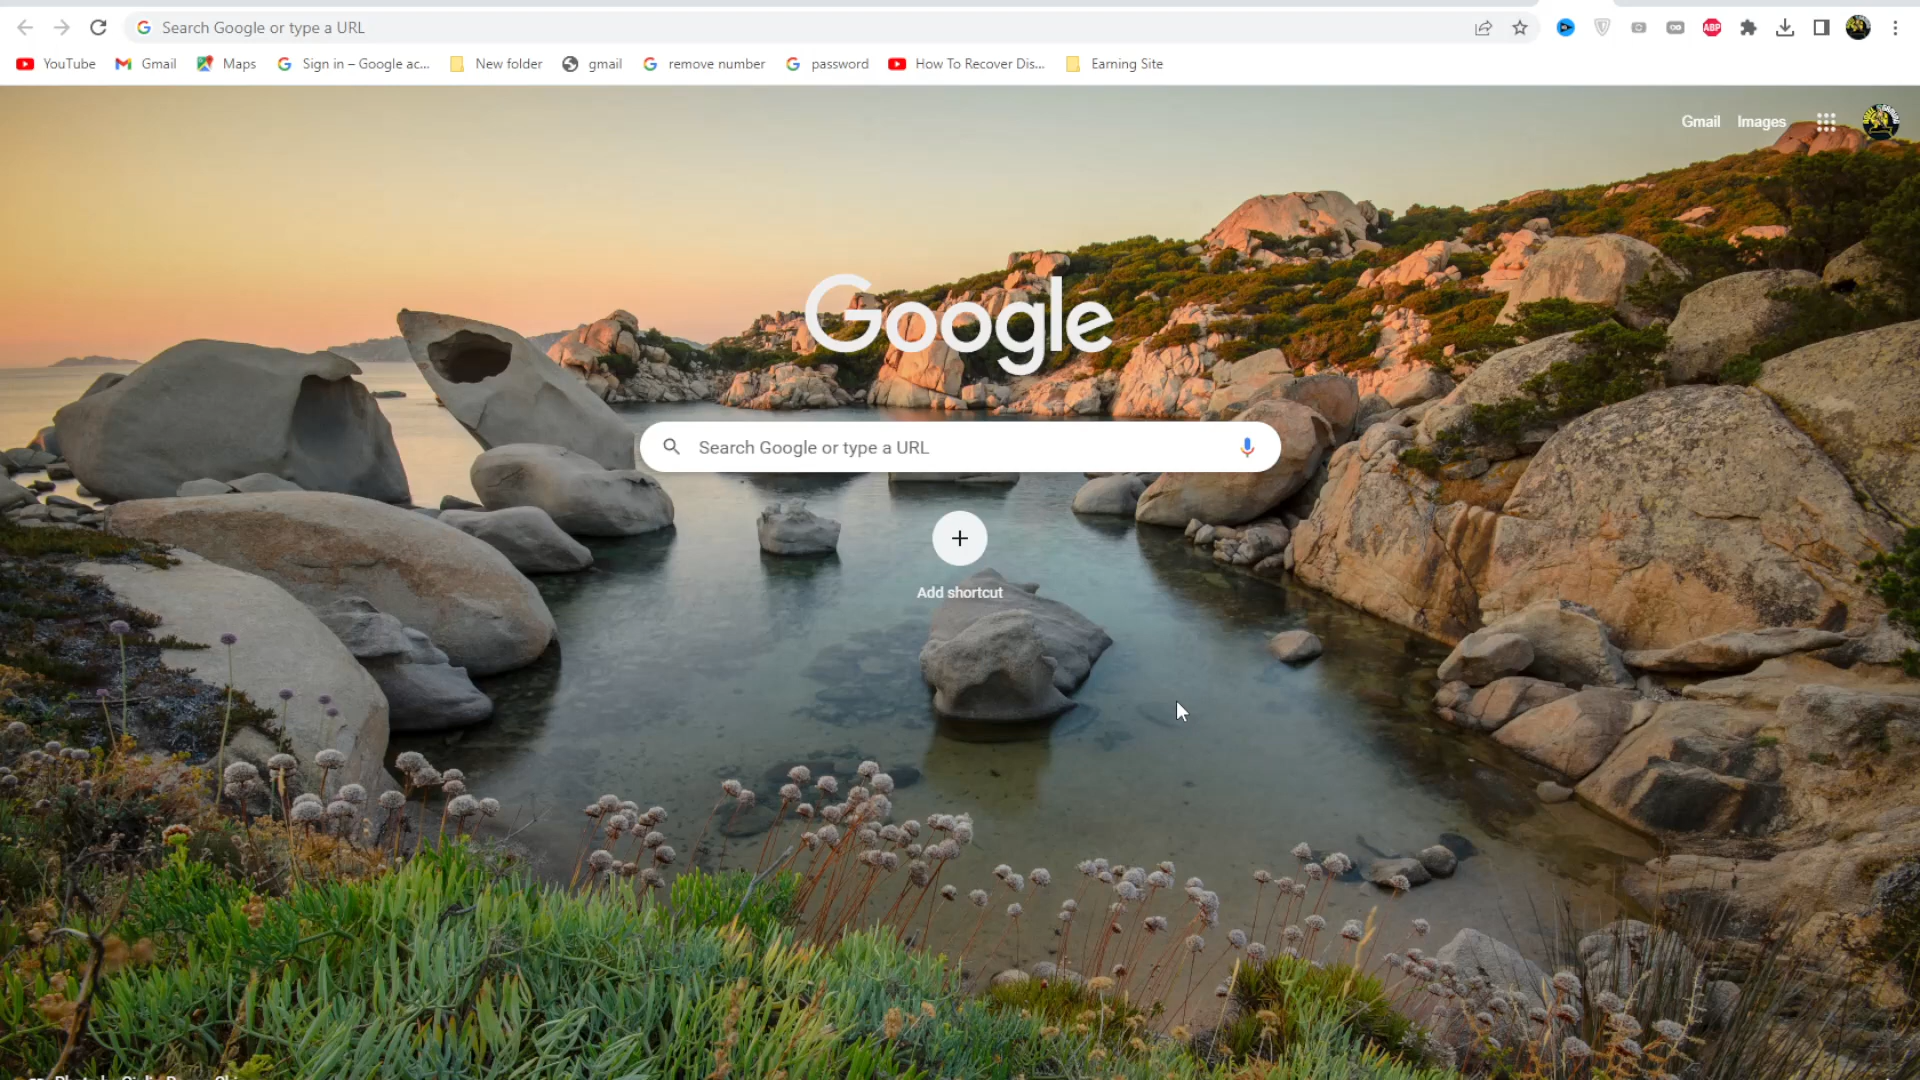 Search Google or type a URL
ABP
YouTube Gmail Maps Sign in – Google ac... New folder gmail remove number password How To Recover Dis... Earning Site
Gmail Images
Google
Search Google or type a URL
Add shortcut